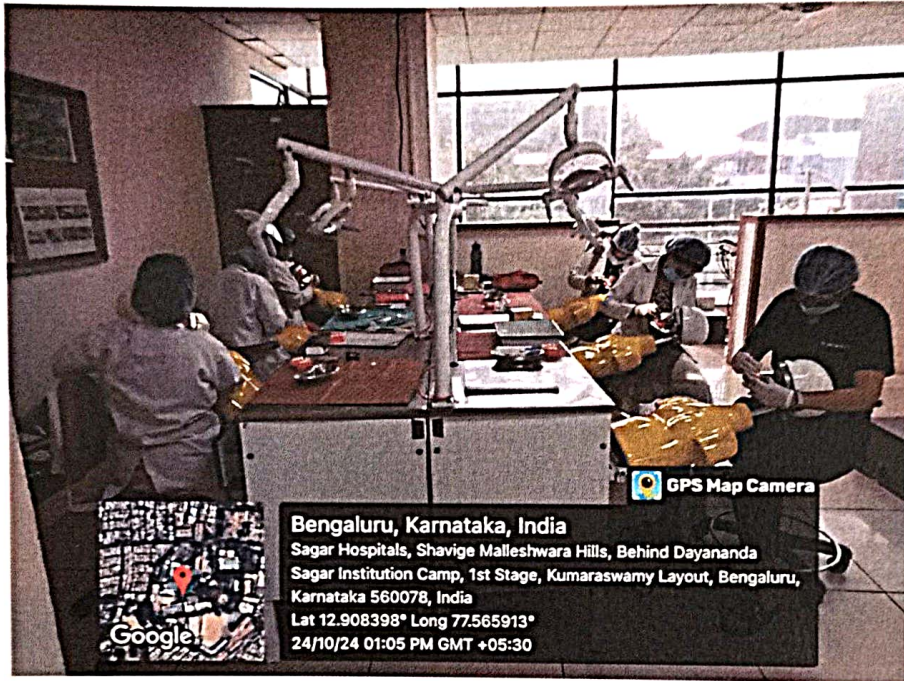 GPS Map Camera
Bengaluru, Karnataka, India
Sagar Hospitals, Shavige Malleshwara Hills, Behind Dayananda
Sagar Institution Camp, 1st Stage, Kumaraswamy Layout, Bengaluru,
Karnataka 560078, India
Lat 12.908398° Long 77.565913°
24/10/24 01:05 PM GMT +05:30
Google